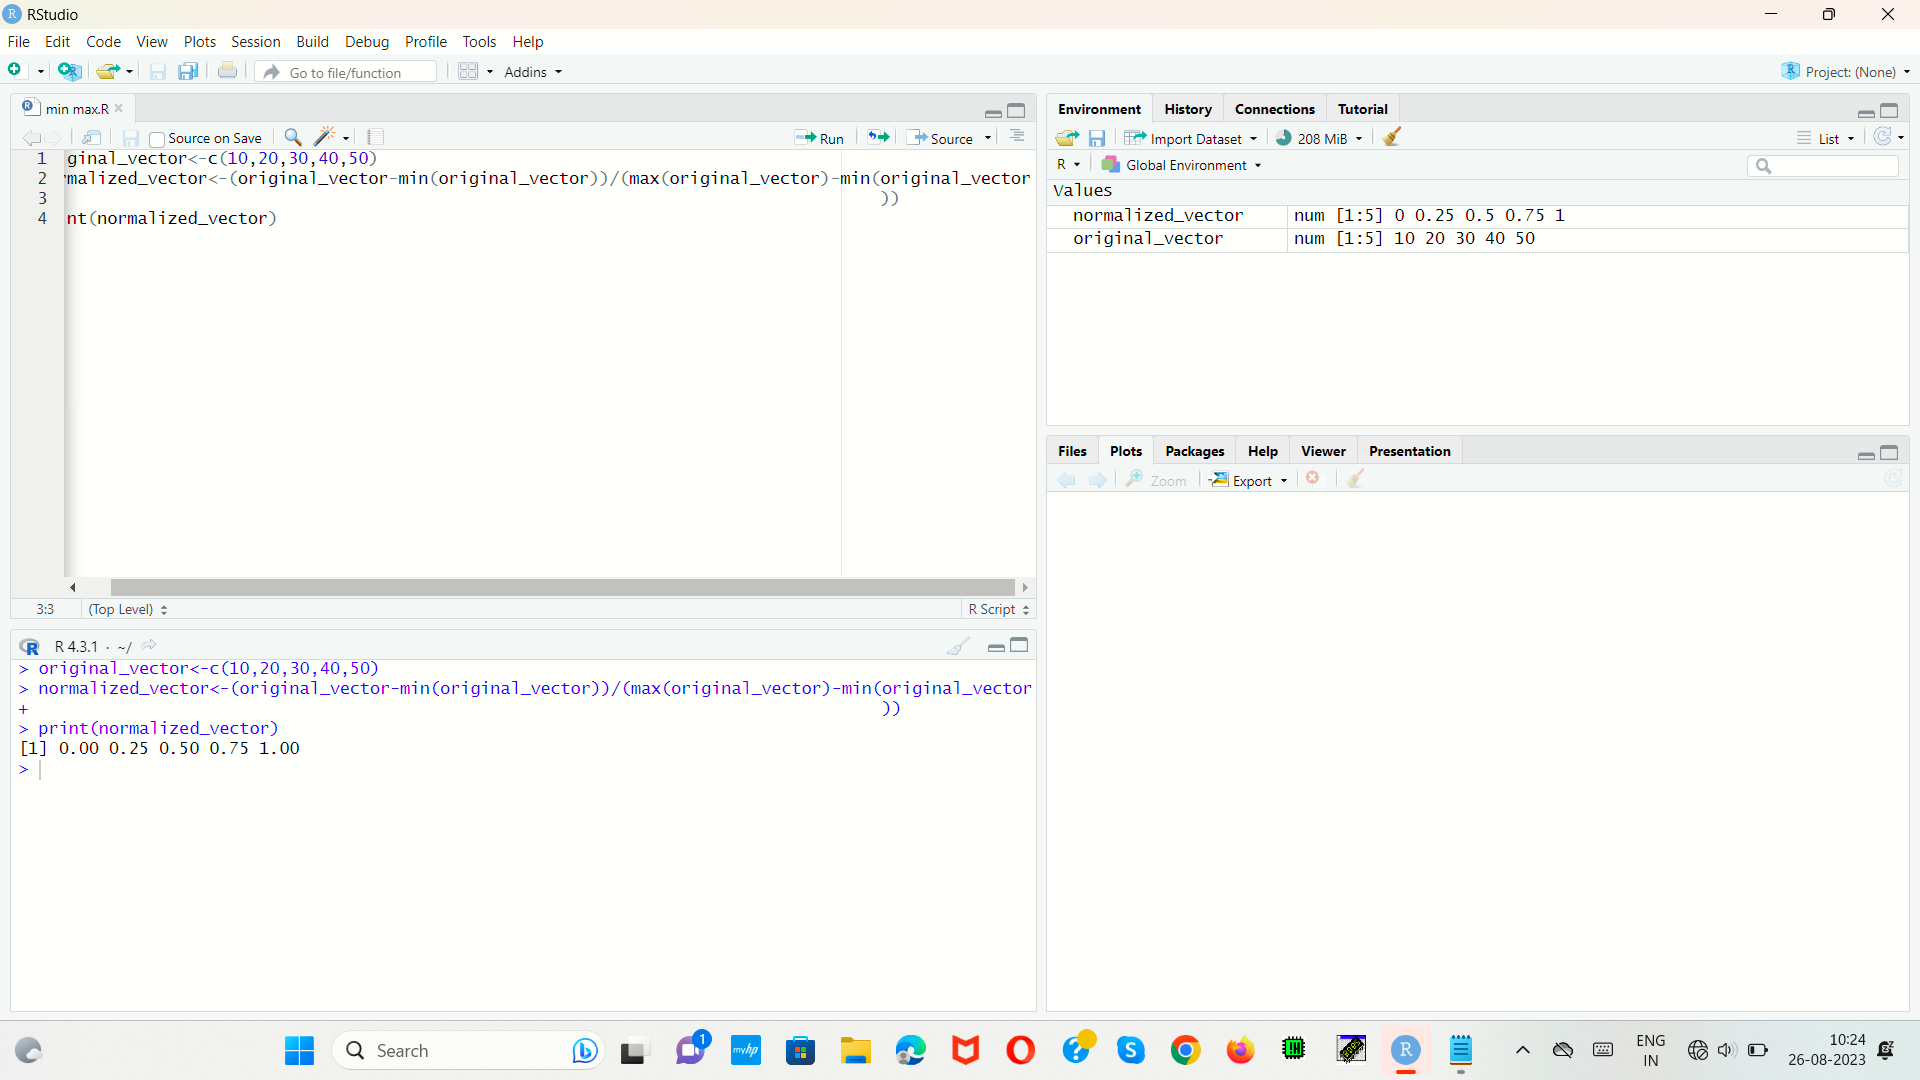 RStudio
File Edit Code View Plots Session Build Debug Profile Tools Help
Go to file/function Addins Project: (None)
min max.R
Source on Save Run Source
1 ginal_vector<-c(10,20,30,40,50)
2 malized_vector<-(original_vector-min(original_vector))/(max(original_vector)-min(original_vector
3 ))
4 nt(normalized_vector)
3:3 (Top Level) R Script
R 4.3.1 · ~/
> original_vector<-c(10,20,30,40,50)
> normalized_vector<-(original_vector-min(original_vector))/(max(original_vector)-min(original_vector
+ ))
> print(normalized_vector)
[1] 0.00 0.25 0.50 0.75 1.00
>
Environment History Connections Tutorial
Import Dataset 208 MiB List
R Global Environment
Values
normalized_vector num [1:5] 0 0.25 0.5 0.75 1
original_vector num [1:5] 10 20 30 40 50
Files Plots Packages Help Viewer Presentation
Zoom Export
Search
1
myhp
ENG
IN
10:24
26-08-2023